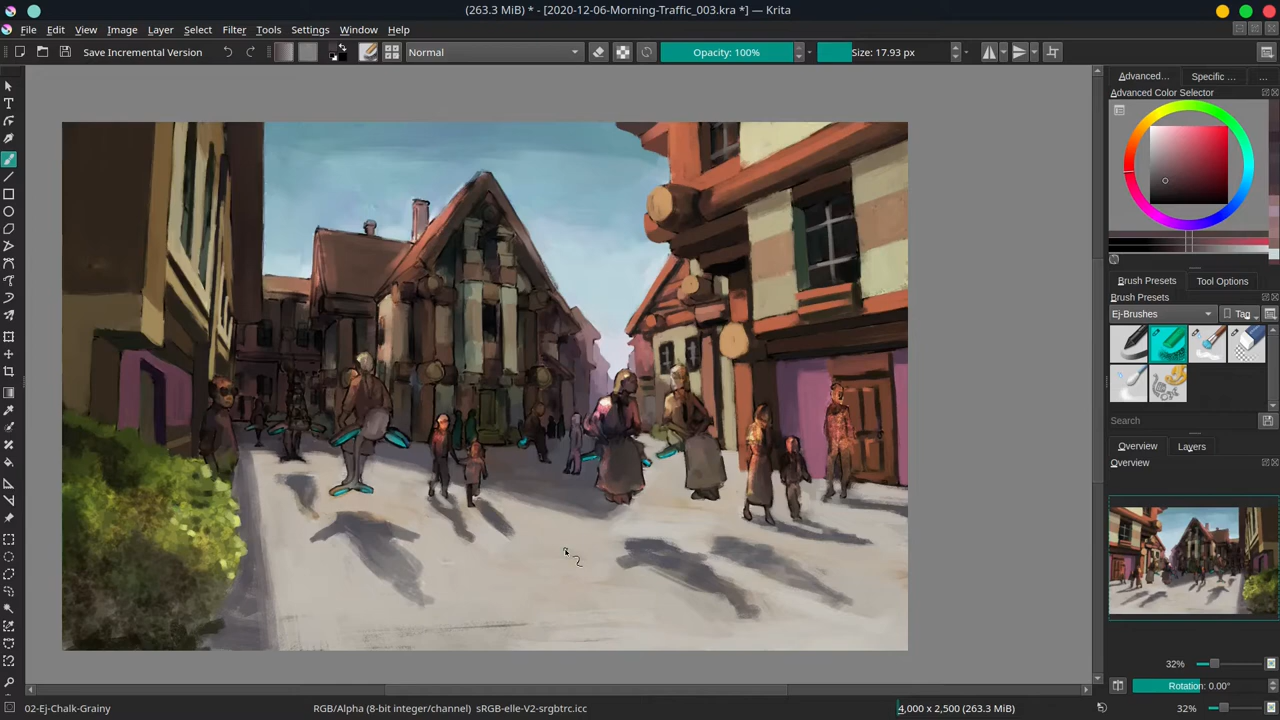 (263.3 MiB) * - [2020-12-06-Morning-Traffic_003.kra *] — Krita
File Edit View Image Layer Select Filter Tools Settings Window Help
Save Incremental Version Normal Opacity: 100% Size: 17.93 px
Advanced... Specific ... ...
Advanced Color Selector
Brush Presets Tool Options
Brush Presets
Ej-Brushes Tag
Search
Overview Layers
Overview
32%
Rotation: 0.00°
02-Ej-Chalk-Grainy RGB/Alpha (8-bit integer/channel) sRGB-elle-V2-srgbtrc.icc 4,000 x 2,500 (263.3 MiB) 32%